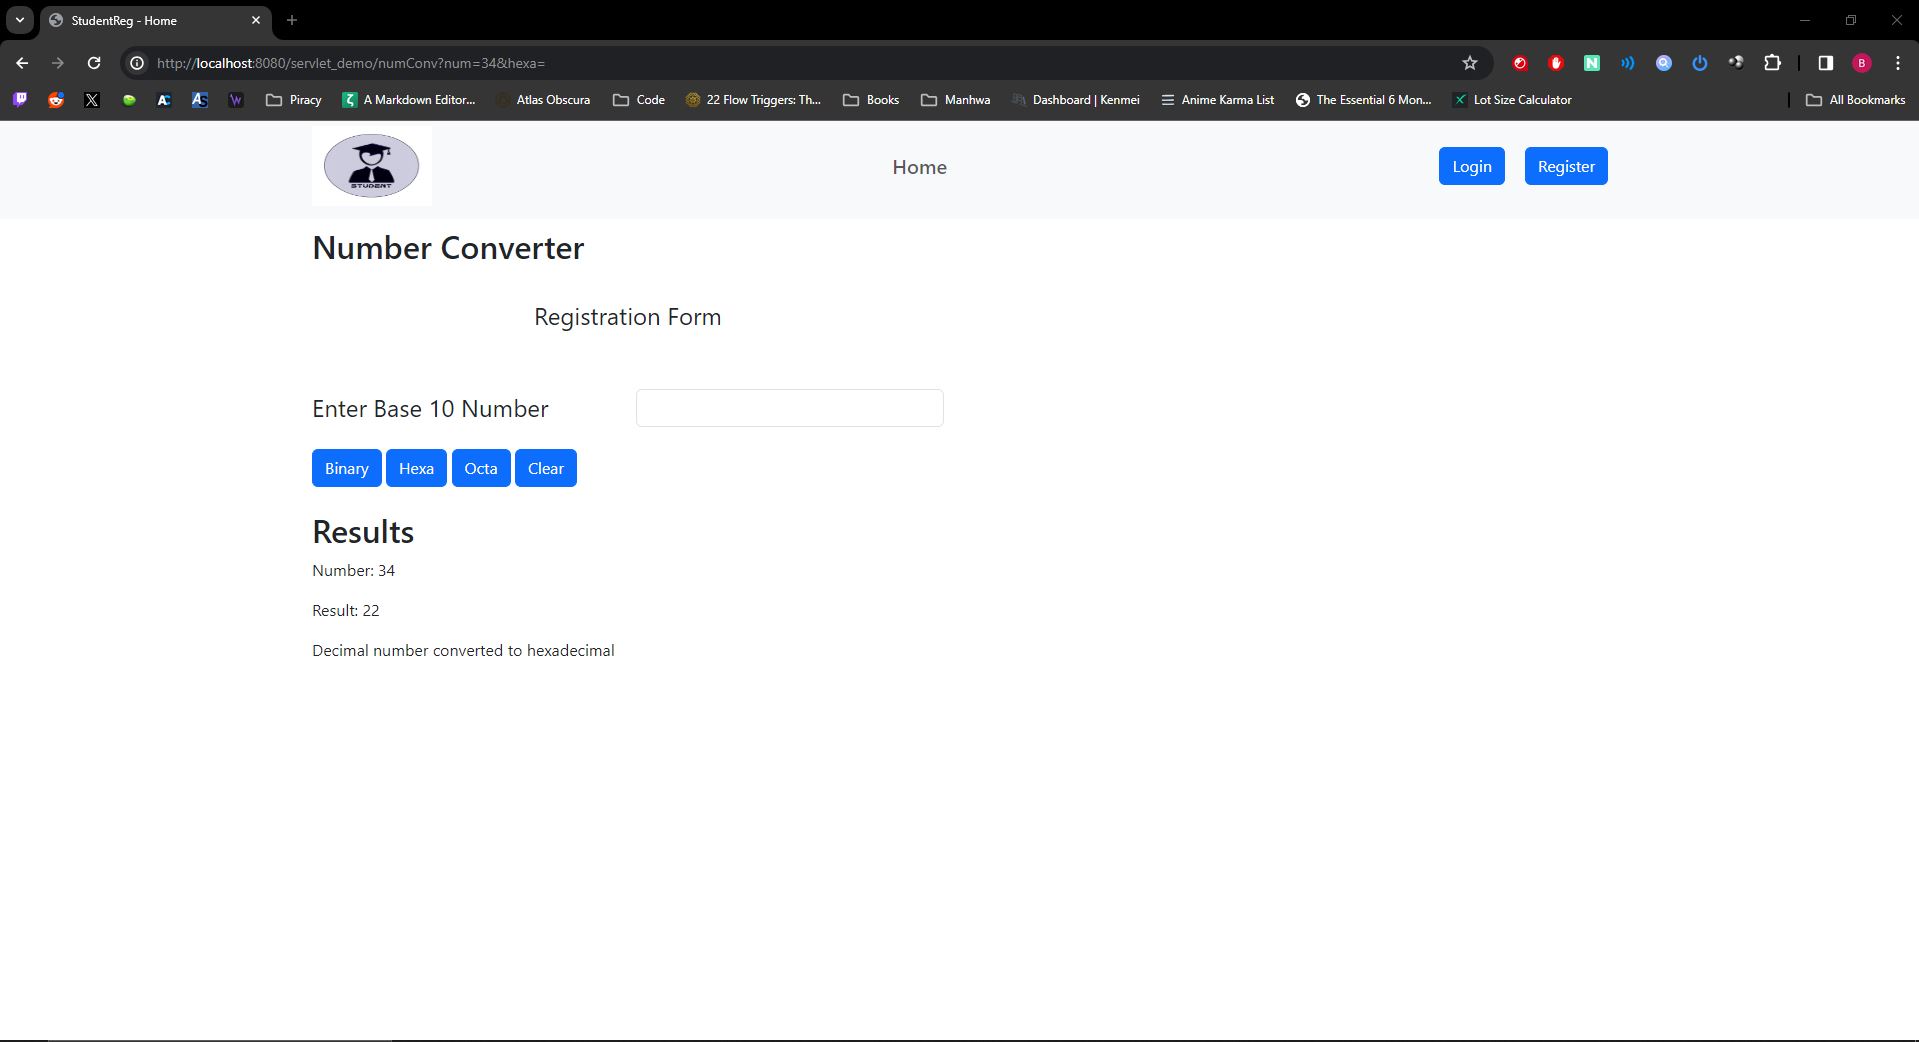 StudentReg - Home
http://localhost:8080/servlet_demo/numConv?num=34&hexa=
B
Piracy
A Markdown Editor...
Atlas Obscura
Code
22 Flow Triggers: Th...
Books
Manhwa
Dashboard | Kenmei
Anime Karma List
The Essential 6 Mon...
Lot Size Calculator
All Bookmarks
STUDENT
Home
Login
Register
Number Converter
Registration Form
Enter Base 10 Number
Binary
Hexa
Octa
Clear
Results
Number: 34
Result: 22
Decimal number converted to hexadecimal